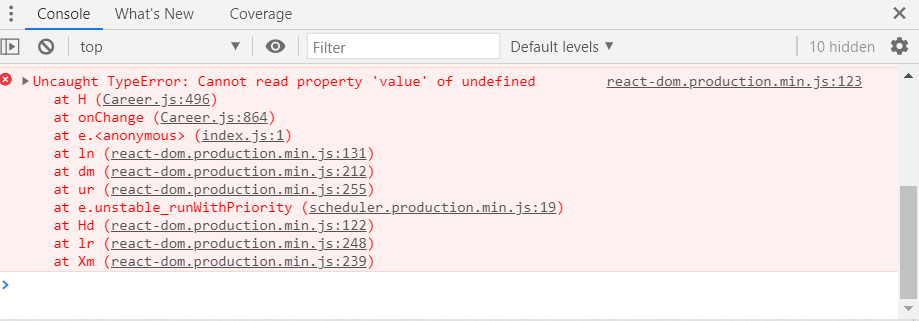 Console What's New Coverage
top Filter Default levels 10 hidden
Uncaught TypeError: Cannot read property 'value' of undefined react-dom.production.min.js:123
at H (Career.js:496)
at onChange (Career.js:864)
at e.<anonymous> (index.js:1)
at ln (react-dom.production.min.js:131)
at dm (react-dom.production.min.js:212)
at ur (react-dom.production.min.js:255)
at e.unstable_runWithPriority (scheduler.production.min.js:19)
at Hd (react-dom.production.min.js:122)
at lr (react-dom.production.min.js:248)
at Xm (react-dom.production.min.js:239)